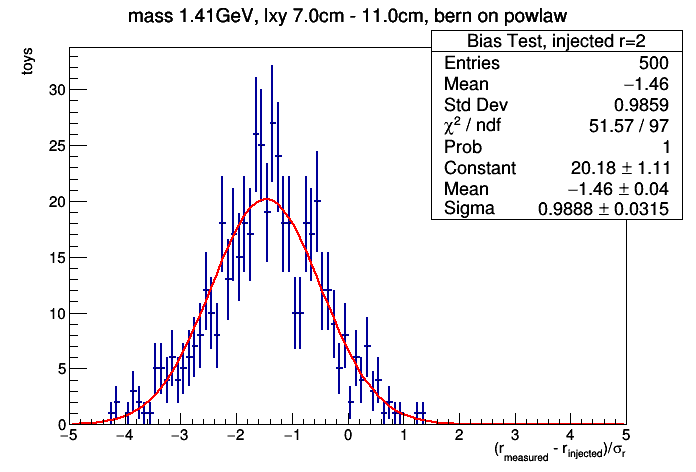 mass 1.41GeV, lxy 7.0cm - 11.0cm, bern on powlaw
toys
Bias Test, injected r=2
Entries 500
Mean −1.46
Std Dev 0.9859
χ² / ndf 51.57 / 97
Prob 1
Constant 20.18 ± 1.11
Mean −1.46 ± 0.04
Sigma 0.9888 ± 0.0315
30
25
20
15
10
5
0
−5 −4 −3 −2 −1 0 1 2 3 4 5
(r_measured - r_injected)/σ_r